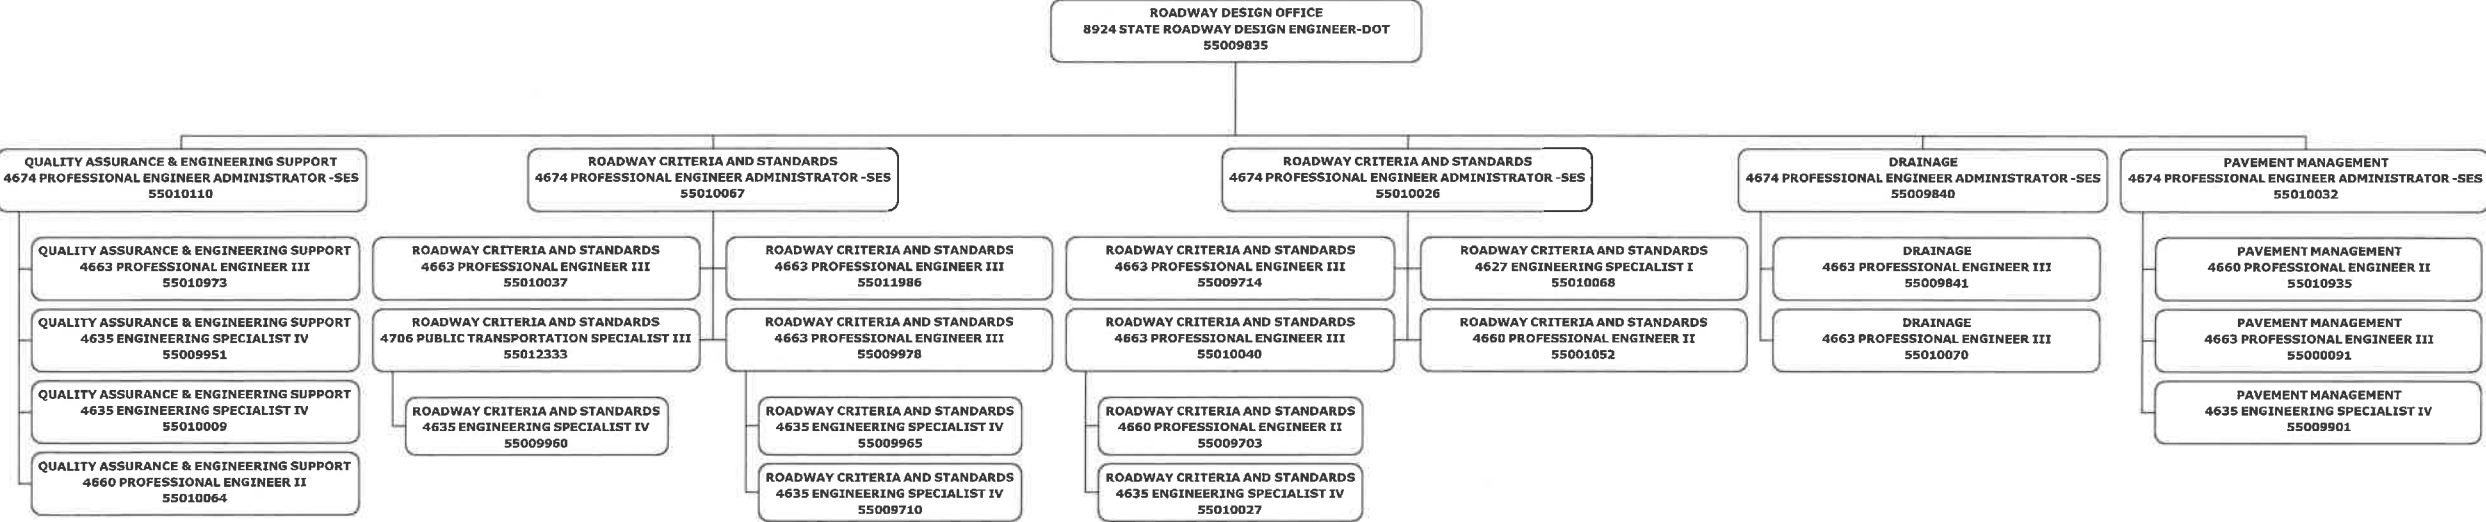 ROADWAY DESIGN OFFICE
8924 STATE ROADWAY DESIGN ENGINEER-DOT
55009835
QUALITY ASSURANCE & ENGINEERING SUPPORT
4674 PROFESSIONAL ENGINEER ADMINISTRATOR -SES
55010110
ROADWAY CRITERIA AND STANDARDS
4674 PROFESSIONAL ENGINEER ADMINISTRATOR -SES
55010067
ROADWAY CRITERIA AND STANDARDS
4674 PROFESSIONAL ENGINEER ADMINISTRATOR -SES
55010026
DRAINAGE
4674 PROFESSIONAL ENGINEER ADMINISTRATOR -SES
55009840
PAVEMENT MANAGEMENT
4674 PROFESSIONAL ENGINEER ADMINISTRATOR -SES
55010032
QUALITY ASSURANCE & ENGINEERING SUPPORT
4663 PROFESSIONAL ENGINEER III
55010973
QUALITY ASSURANCE & ENGINEERING SUPPORT
4635 ENGINEERING SPECIALIST IV
55009951
QUALITY ASSURANCE & ENGINEERING SUPPORT
4635 ENGINEERING SPECIALIST IV
55010009
QUALITY ASSURANCE & ENGINEERING SUPPORT
4660 PROFESSIONAL ENGINEER II
55010064
ROADWAY CRITERIA AND STANDARDS
4663 PROFESSIONAL ENGINEER III
55010037
ROADWAY CRITERIA AND STANDARDS
4663 PROFESSIONAL ENGINEER III
55011986
ROADWAY CRITERIA AND STANDARDS
4706 PUBLIC TRANSPORTATION SPECIALIST III
55012333
ROADWAY CRITERIA AND STANDARDS
4663 PROFESSIONAL ENGINEER III
55009978
ROADWAY CRITERIA AND STANDARDS
4635 ENGINEERING SPECIALIST IV
55009960
ROADWAY CRITERIA AND STANDARDS
4635 ENGINEERING SPECIALIST IV
55009965
ROADWAY CRITERIA AND STANDARDS
4635 ENGINEERING SPECIALIST IV
55009710
ROADWAY CRITERIA AND STANDARDS
4663 PROFESSIONAL ENGINEER III
55009714
ROADWAY CRITERIA AND STANDARDS
4627 ENGINEERING SPECIALIST I
55010068
ROADWAY CRITERIA AND STANDARDS
4663 PROFESSIONAL ENGINEER III
55010040
ROADWAY CRITERIA AND STANDARDS
4660 PROFESSIONAL ENGINEER II
55001052
ROADWAY CRITERIA AND STANDARDS
4660 PROFESSIONAL ENGINEER II
55009703
ROADWAY CRITERIA AND STANDARDS
4635 ENGINEERING SPECIALIST IV
55010027
DRAINAGE
4663 PROFESSIONAL ENGINEER III
55009841
DRAINAGE
4663 PROFESSIONAL ENGINEER III
55010070
PAVEMENT MANAGEMENT
4660 PROFESSIONAL ENGINEER II
55010935
PAVEMENT MANAGEMENT
4663 PROFESSIONAL ENGINEER III
55000091
PAVEMENT MANAGEMENT
4635 ENGINEERING SPECIALIST IV
55009901